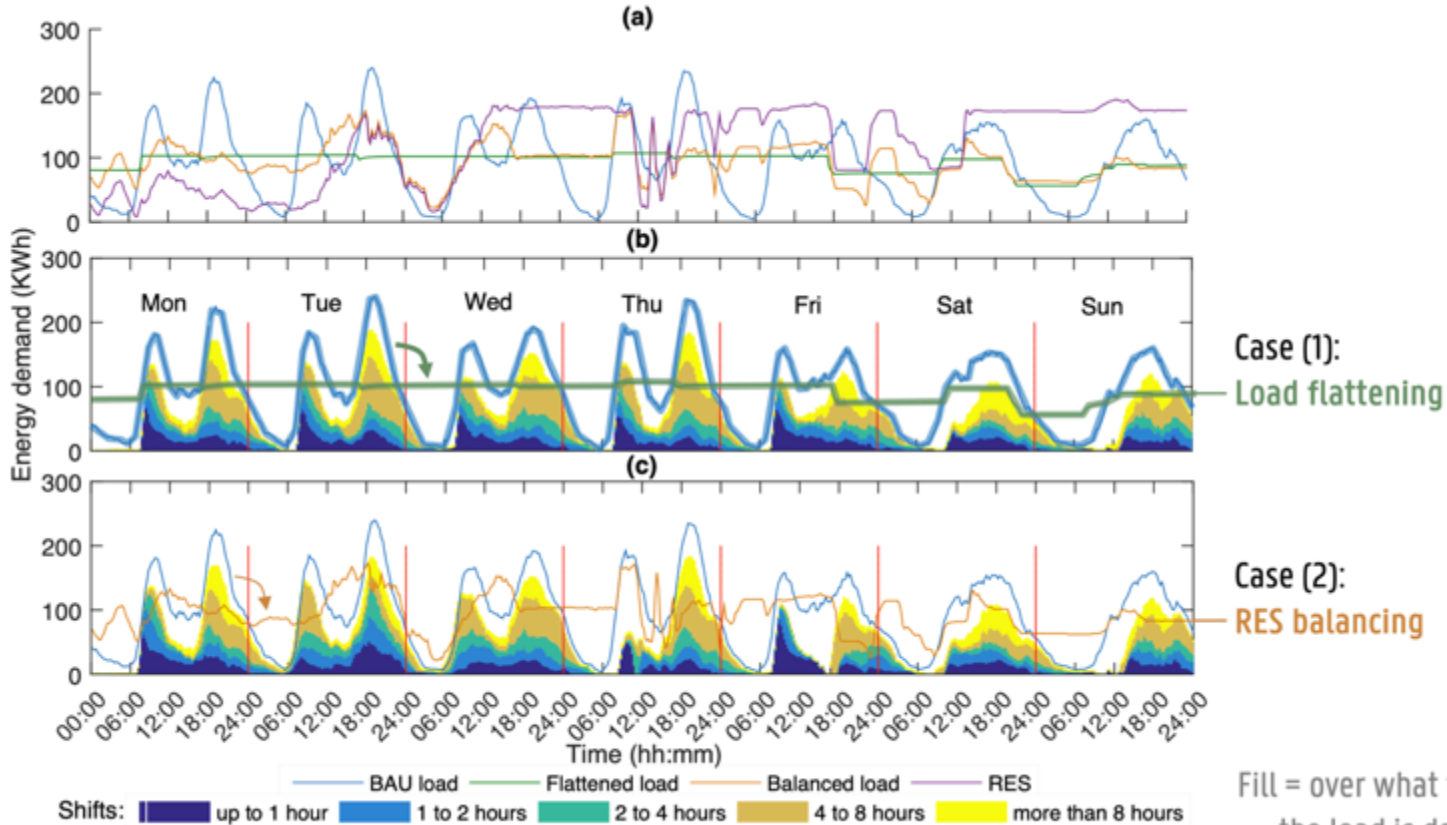 (a)
300
200
100
0
(b)
300
200
100
0
Mon Tue Wed Thu Fri Sat Sun
Case (1):
Load flattening
Energy demand (KWh)
(c)
300
200
100
0
Case (2):
RES balancing
00:00 06:00 12:00 18:00 24:00 06:00 12:00 18:00 24:00 06:00 12:00 18:00 24:00 06:00 12:00 18:00 24:00 06:00 12:00 18:00 24:00 06:00 12:00 18:00 24:00 06:00 12:00 18:00 24:00
Time (hh:mm)
BAU load Flattened load Balanced load RES
Shifts: up to 1 hour 1 to 2 hours 2 to 4 hours 4 to 8 hours more than 8 hours
Fill = over what
the load is